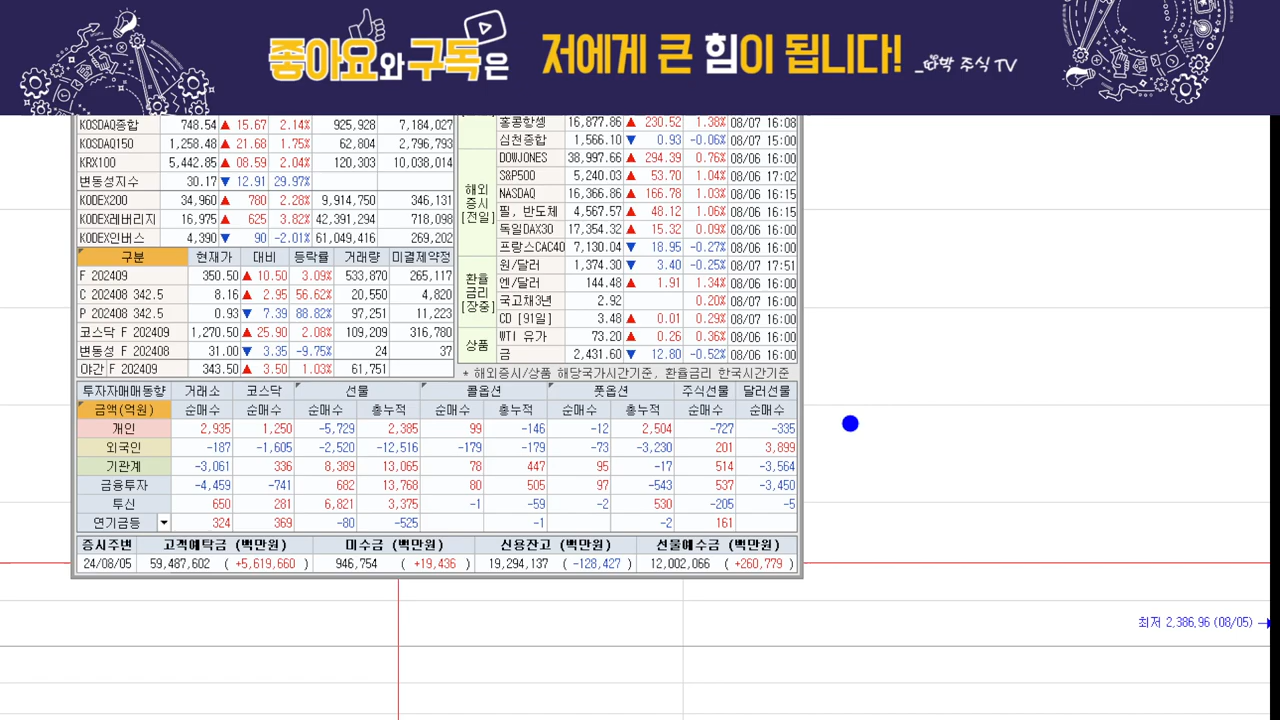 좋아요와 구독은 저에게 큰 힘이 됩니다! _쏭박 주식 TV
KOSDAQ종합 748.54 ▲ 15.67 2.14% 925,928 7,184,027
KOSDAQ150 1,258.48 ▲ 21.68 1.75% 62,804 2,796,793
KRX100 5,442.85 ▲ 08.59 2.04% 120,303 10,038,014
변동성지수 30.17 ▼ 12.91 29.97%
KODEX200 34,960 ▲ 780 2.28% 9,914,750 346,131
KODEX레버리지 16,975 ▲ 625 3.82% 42,391,294 718,098
KODEX인버스 4,390 ▼ 90 -2.01% 61,049,416 269,202
구분 현재가 대비 등락률 거래량 미결제약정
F 202409 350.50 ▲ 10.50 3.09% 533,870 265,117
C 202408 342.5 8.16 ▲ 2.95 56.62% 20,550 4,820
P 202408 342.5 0.93 ▼ 7.39 88.82% 97,251 11,223
코스닥 F 202409 1,270.50 ▲ 25.90 2.08% 109,209 316,780
변동성 F 202408 31.00 ▼ 3.35 -9.75% 24 37
야간 F 202409 343.50 ▲ 3.50 1.03% 61,751
홍콩항셍 16,877.86 ▲ 230.52 1.38% 08/07 16:08
심천종합 1,566.10 ▼ 0.93 -0.06% 08/07 15:00
해외증시[전일]
DOWJONES 38,997.66 ▲ 294.39 0.76% 08/06 16:00
S&P500 5,240.03 ▲ 53.70 1.04% 08/06 17:02
NASDAQ 16,366.86 ▲ 166.78 1.03% 08/06 16:15
필, 반도체 4,567.57 ▲ 48.12 1.06% 08/06 16:15
독일DAX30 17,354.32 ▲ 15.32 0.09% 08/06 16:00
프랑스CAC40 7,130.04 ▼ 18.95 -0.27% 08/06 16:00
환율금리[장중]
원/달러 1,374.30 ▼ 3.40 -0.25% 08/07 17:51
엔/달러 144.48 ▲ 1.91 1.34% 08/07 16:00
국고채3년 2.92 0.20% 08/07 16:00
CD [91일] 3.48 ▲ 0.01 0.29% 08/07 16:00
상품
WTI 유가 73.20 ▲ 0.26 0.36% 08/06 16:00
금 2,431.60 ▼ 12.80 -0.52% 08/06 16:00
* 해외증시/상품 해당국가시간기준, 환율금리 한국시간기준
투자자매매동향 거래소 코스닥 선물 콜옵션 풋옵션 주식선물 달러선물
금액(억원) 순매수 순매수 순매수 총누적 순매수 총누적 순매수 총누적 순매수 순매수
개인 2,935 1,250 -5,729 2,385 99 -146 -12 2,504 -727 -335
외국인 -187 -1,605 -2,520 -12,516 -179 -179 -73 -3,230 201 3,899
기관계 -3,061 336 8,389 13,065 78 447 95 -17 514 -3,564
금융투자 -4,459 -741 682 13,768 80 505 97 -543 537 -3,450
투신 650 281 6,821 3,375 -1 -59 -2 530 -205 -5
연기금등 324 369 -80 -525 -1 -2 161
증시주변 고객예탁금 (백만원) 미수금 (백만원) 신용잔고 (백만원) 선물예수금 (백만원)
24/08/05 59,487,602 ( +5,619,660 ) 946,754 ( +19,436 ) 19,294,137 ( -128,427 ) 12,002,066 ( +260,779 )
최저 2,386.96 (08/05) →